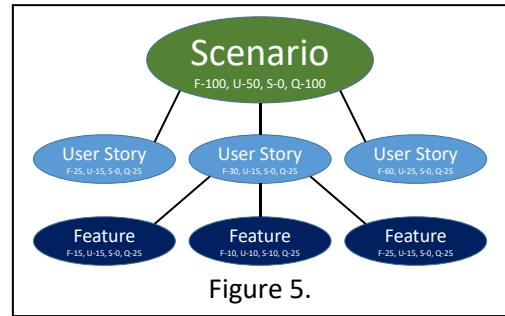 Scenario
F-100, U-50, S-0, Q-100
User Story
F-25, U-15, S-0, Q-25
User Story
F-30, U-15, S-0, Q-25
User Story
F-60, U-25, S-0, Q-25
Feature
F-15, U-15, S-0, Q-25
Feature
F-10, U-10, S-10, Q-25
Feature
F-25, U-15, S-0, Q-25
Figure 5.